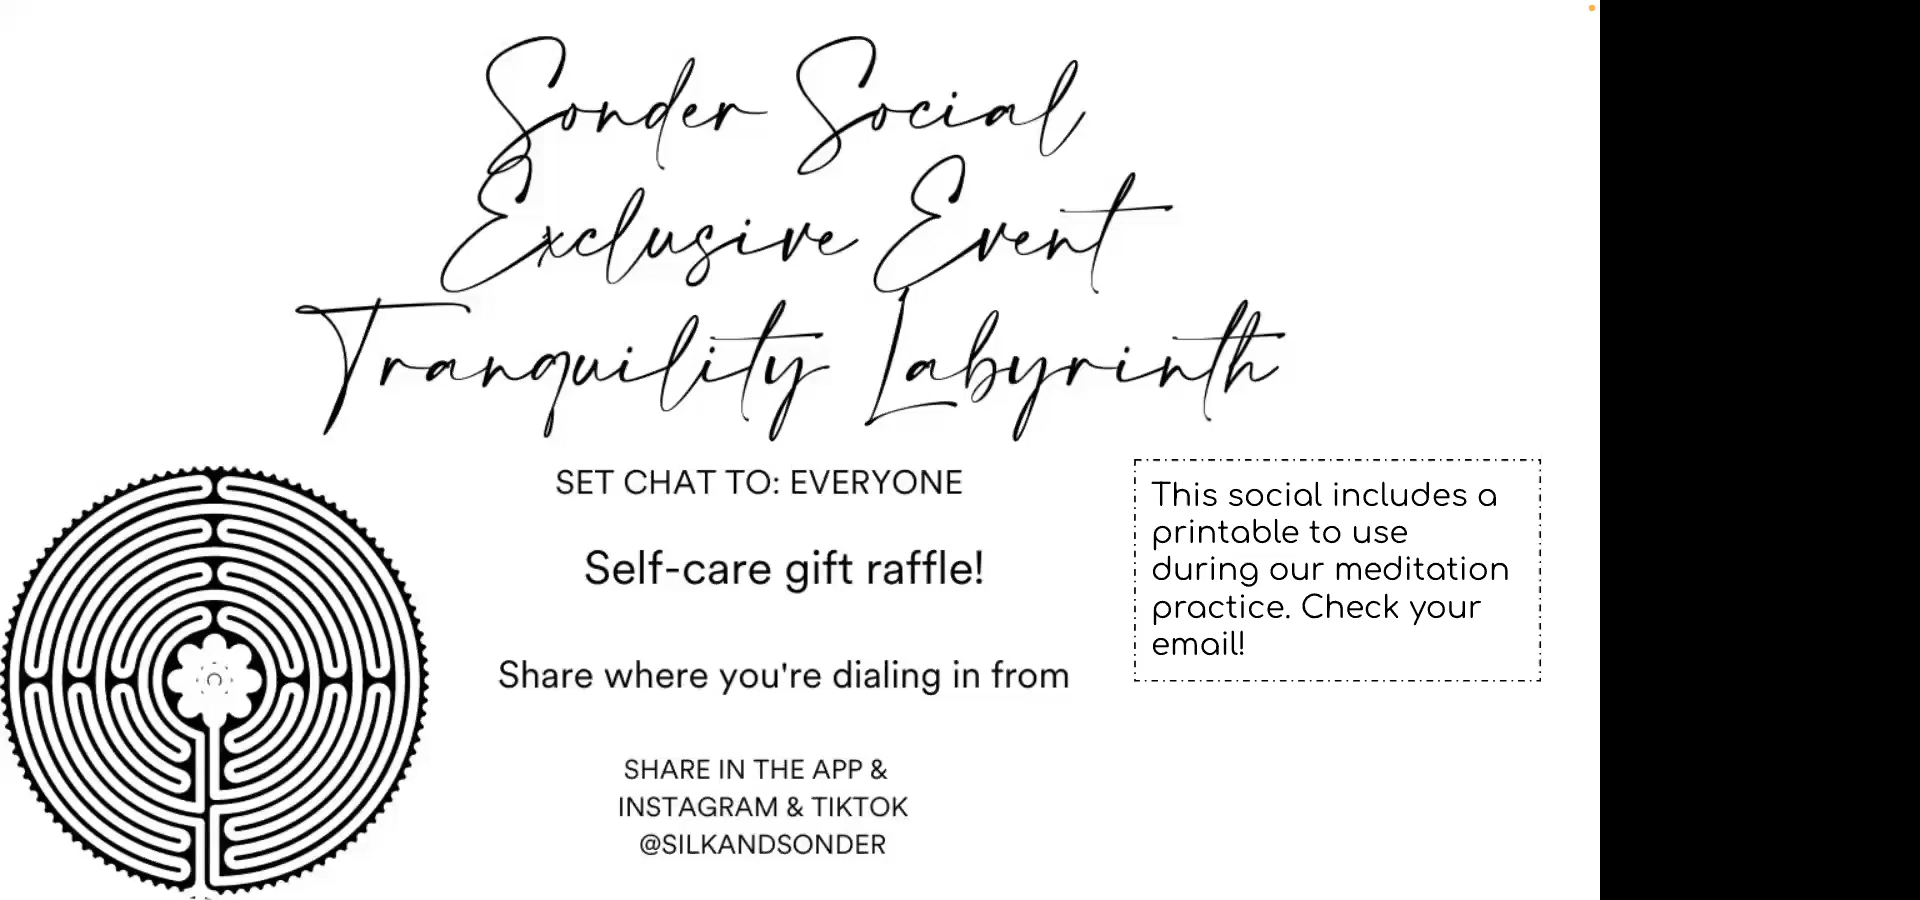 Sonder Social
Exclusive Event
Tranquility Labyrinth
SET CHAT TO: EVERYONE
Self-care gift raffle!
Share where you're dialing in from
SHARE IN THE APP &
INSTAGRAM & TIKTOK
@SILKANDSONDER
This social includes a
printable to use
during our meditation
practice. Check your
email!